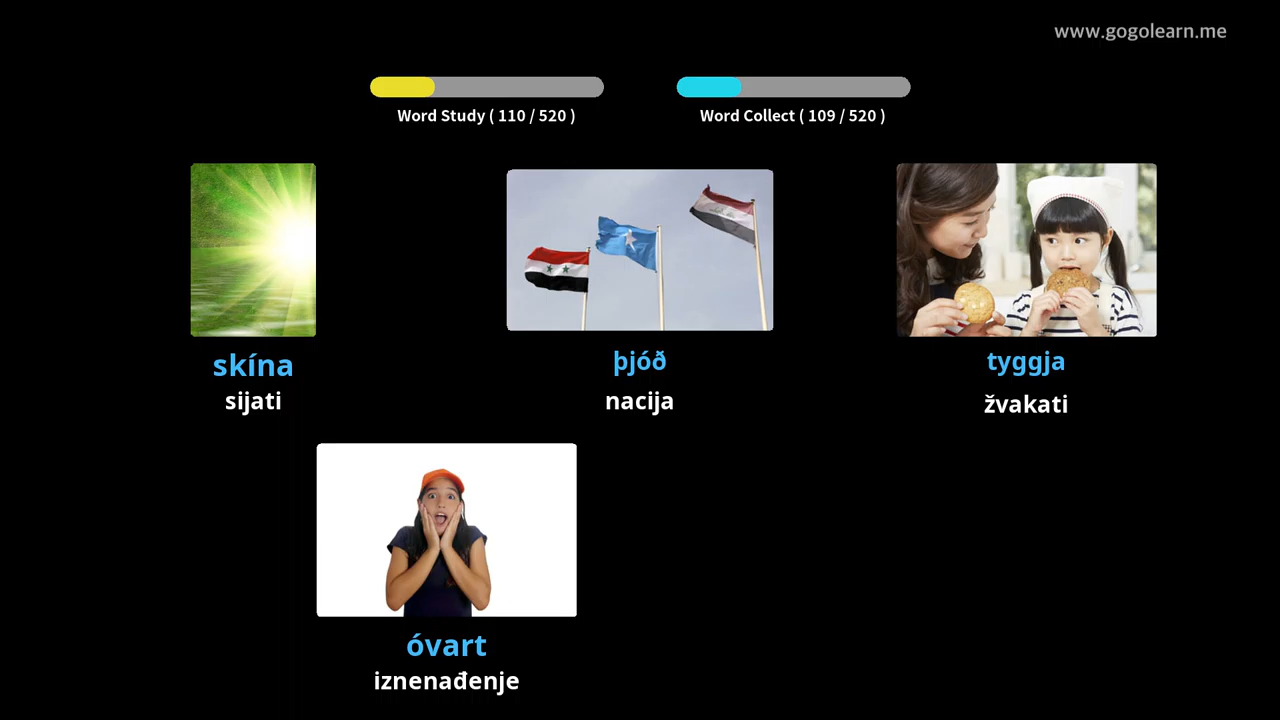 www.gogolearn.me
Word Study ( 110 / 520 )
Word Collect ( 109 / 520 )
skína
sijati
þjóð
nacija
tyggja
žvakati
óvart
iznenađenje